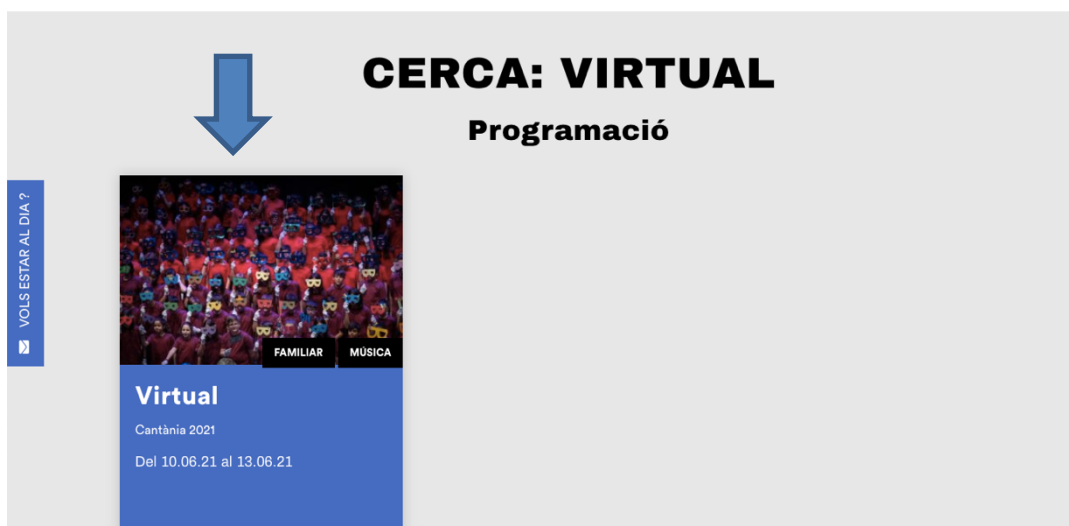 CERCA: VIRTUAL
Programació
VOLS ESTAR AL DIA ?
FAMILIAR
MÚSICA
Virtual
Cantània 2021
Del 10.06.21 al 13.06.21